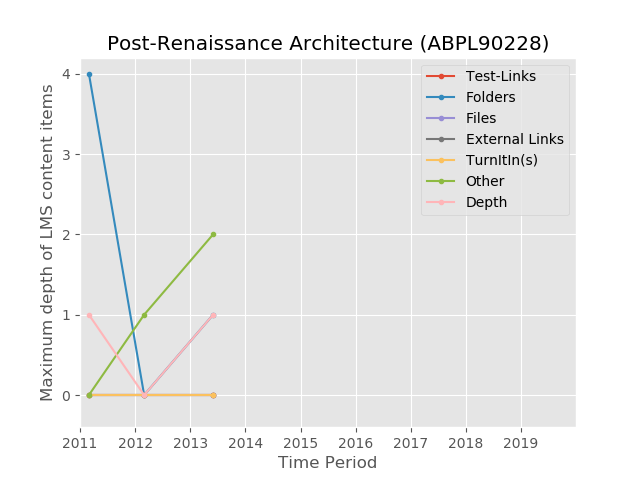 Post-Renaissance Architecture (ABPL90228)
Maximum depth of LMS content items
4
3
2
1
0
Test-Links
Folders
Files
External Links
TurnItIn(s)
Other
Depth
2011 2012 2013 2014 2015 2016 2017 2018 2019
Time Period